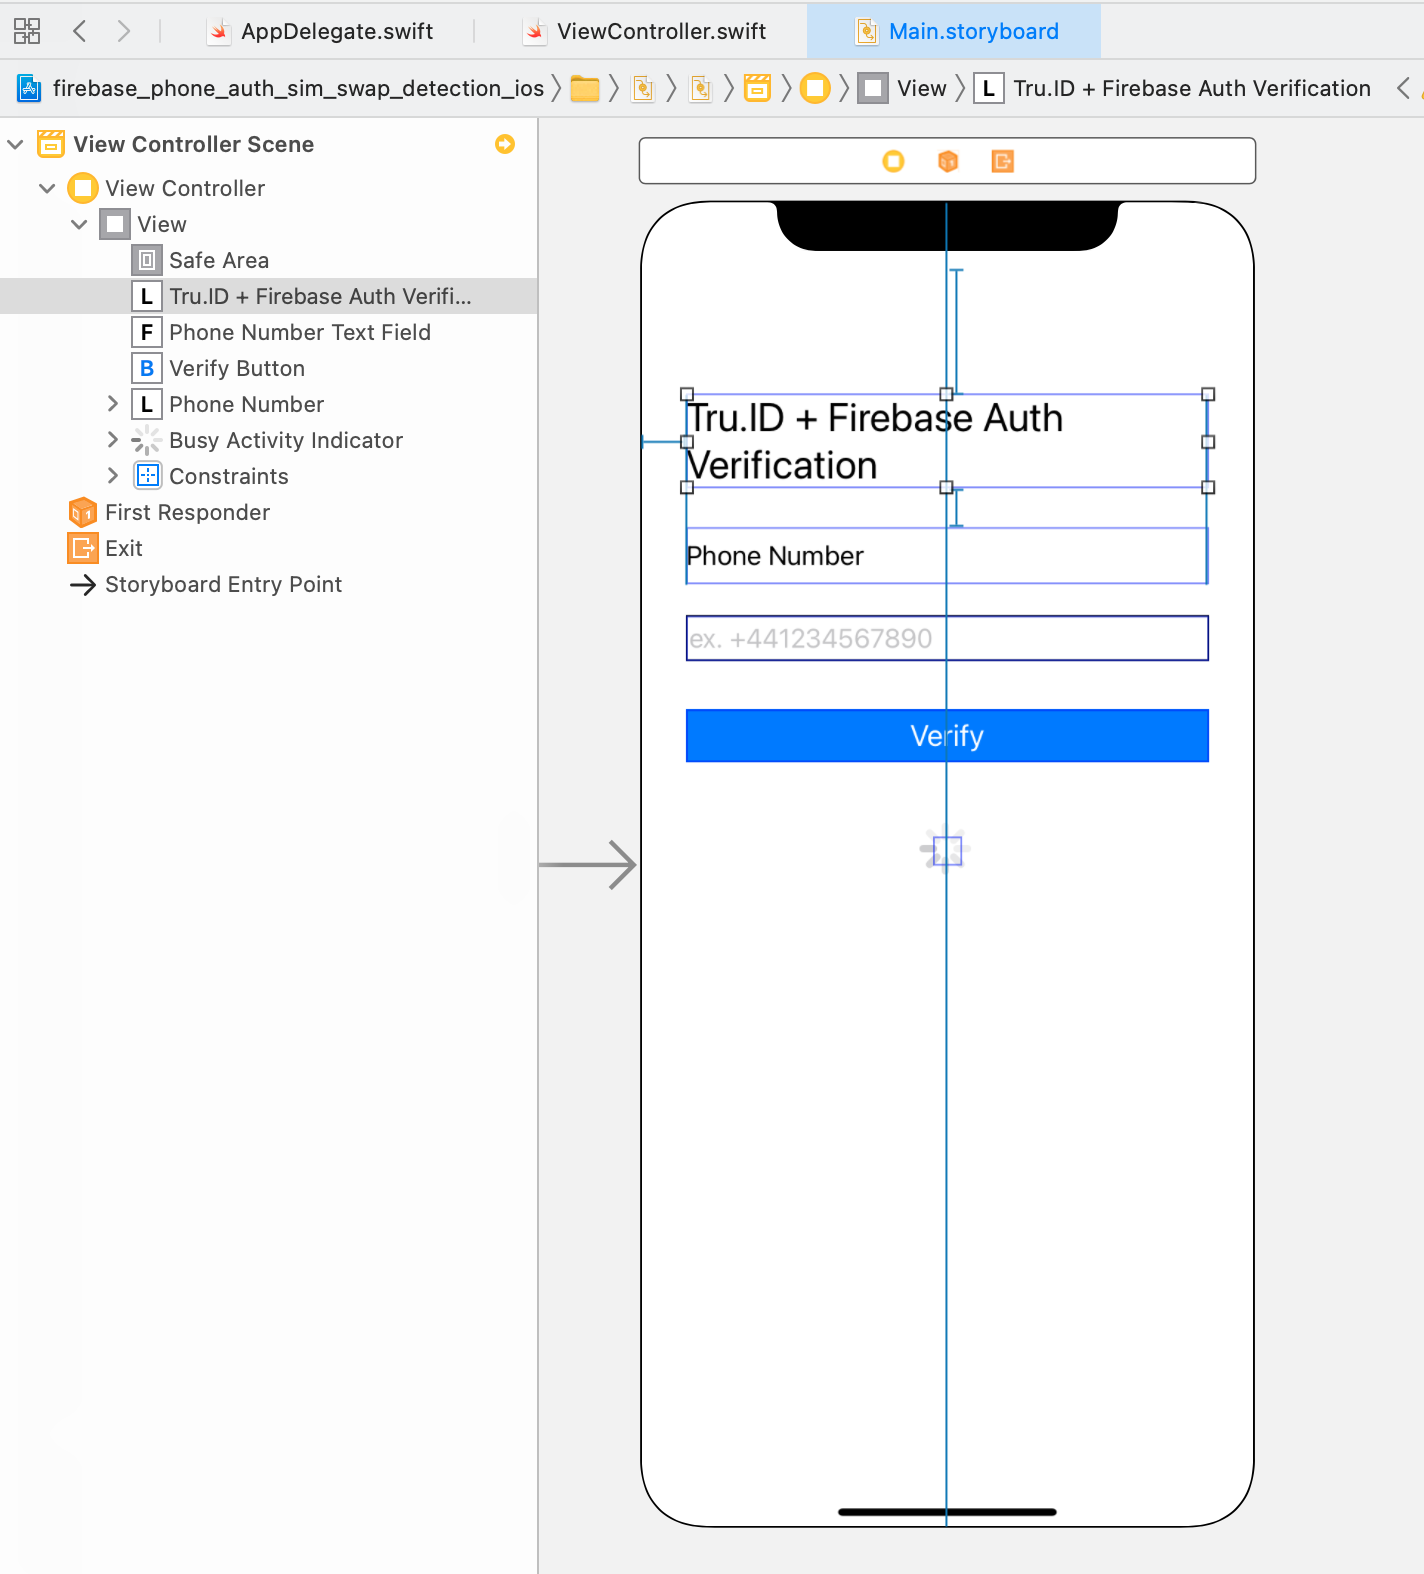 AppDelegate.swift
ViewController.swift
Main.storyboard
firebase_phone_auth_sim_swap_detection_ios
View
L
Tru.ID + Firebase Auth Verification
View Controller Scene
View Controller
View
Safe Area
L Tru.ID + Firebase Auth Verifi...
F Phone Number Text Field
B Verify Button
L Phone Number
Busy Activity Indicator
Constraints
1 First Responder
Exit
Storyboard Entry Point
Tru.ID + Firebase Auth
Verification
Phone Number
ex. +441234567890
Verify